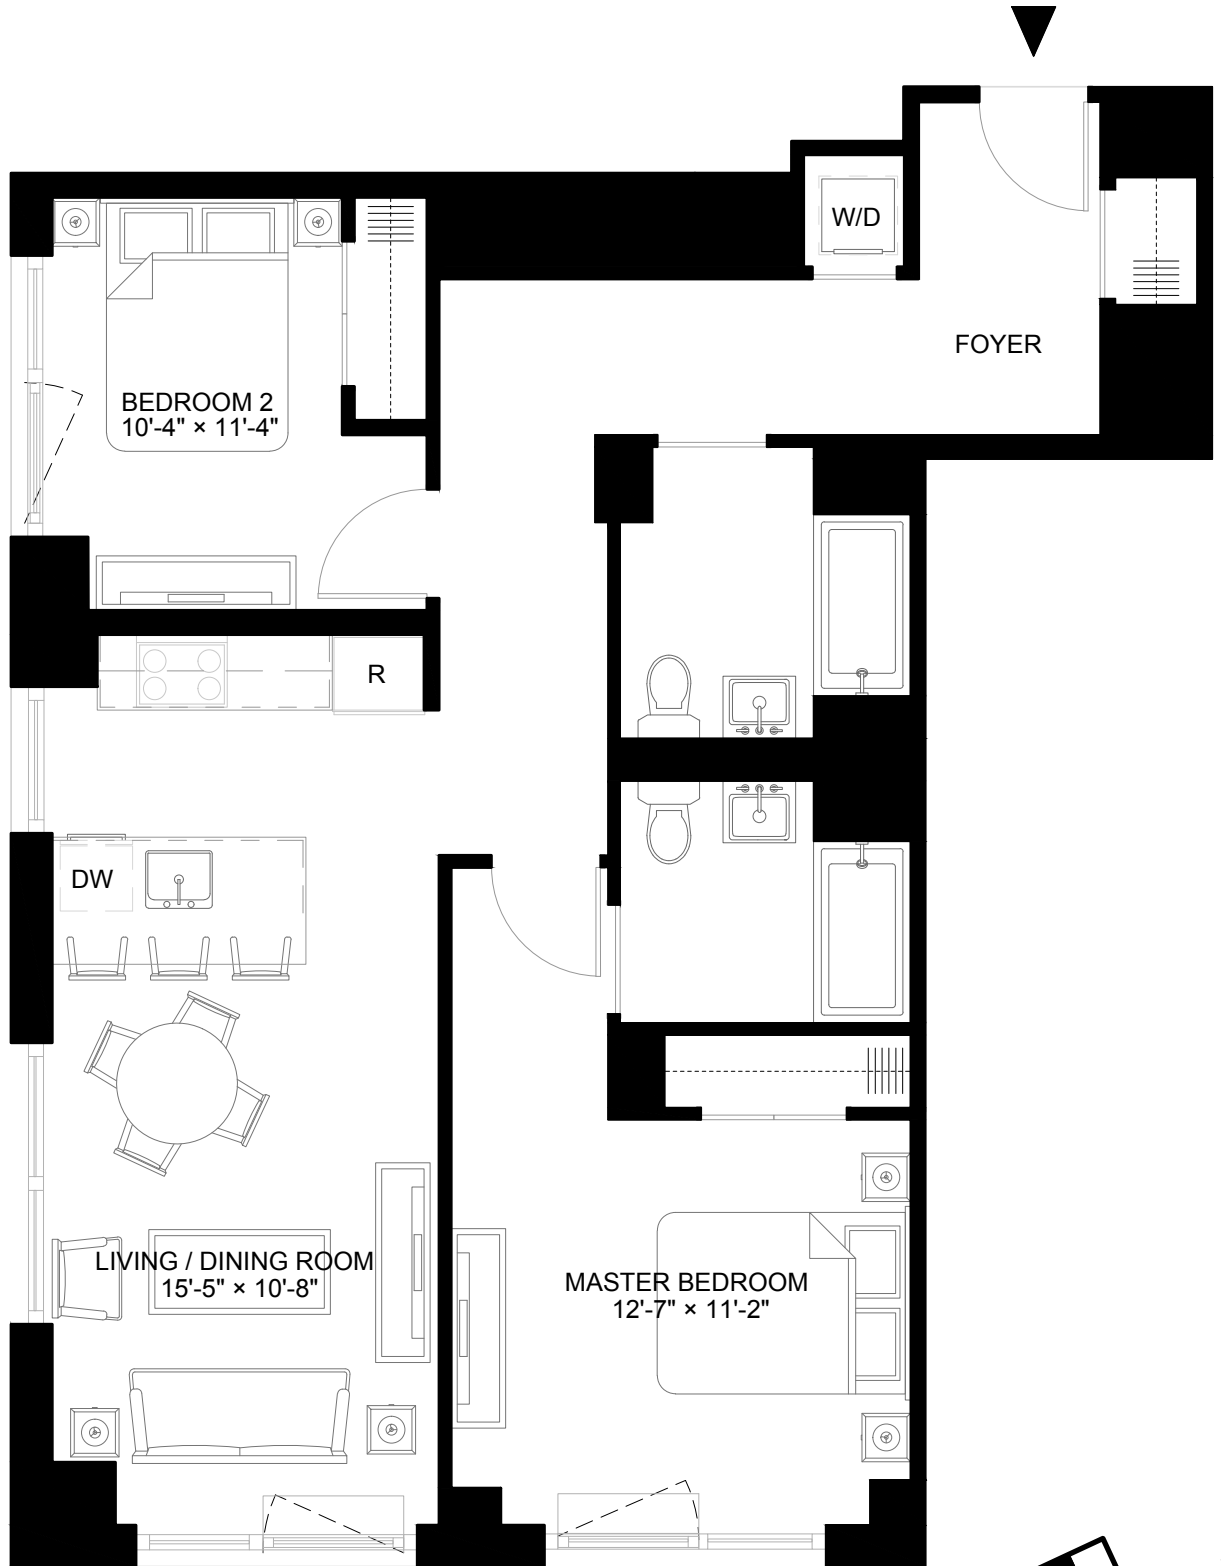 W/D
FOYER
BEDROOM 2
10'-4" × 11'-4"
R
DW
LIVING / DINING ROOM
15'-5" × 10'-8"
MASTER BEDROOM
12'-7" × 11'-2"